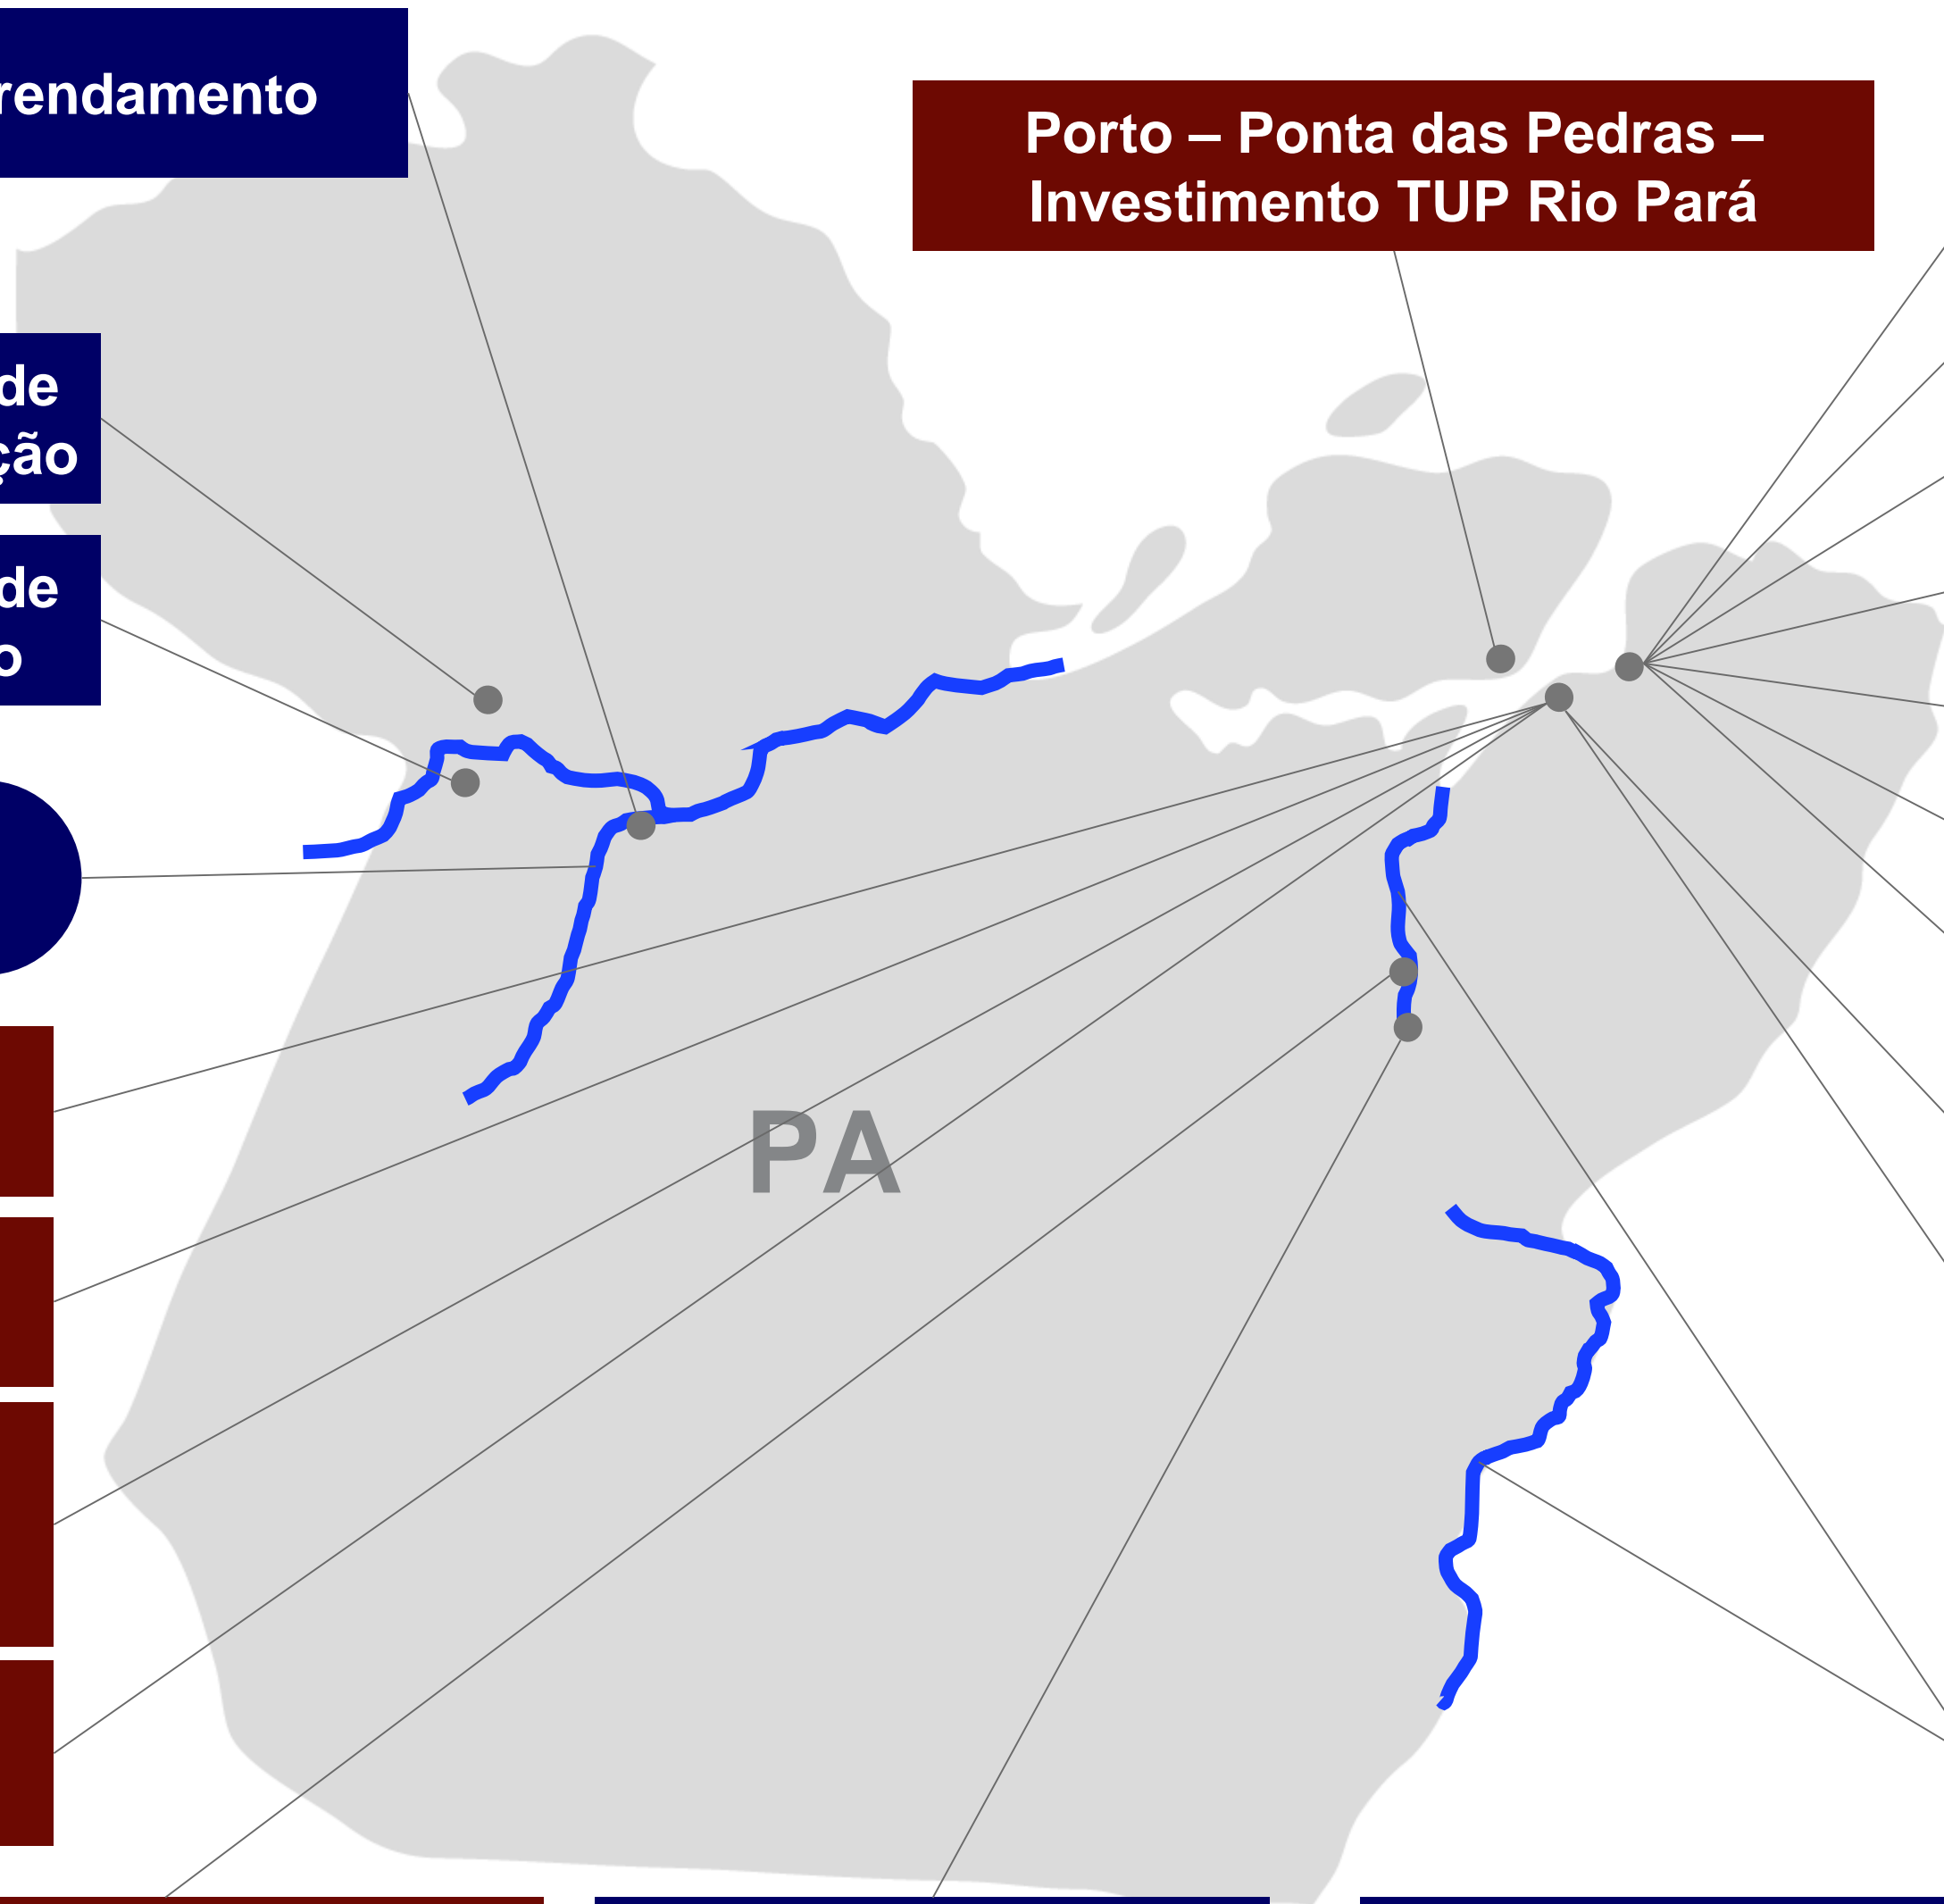 rendamento
Porto – Ponta das Pedras –
Investimento TUP Rio Pará
de
ção
de
o
PA